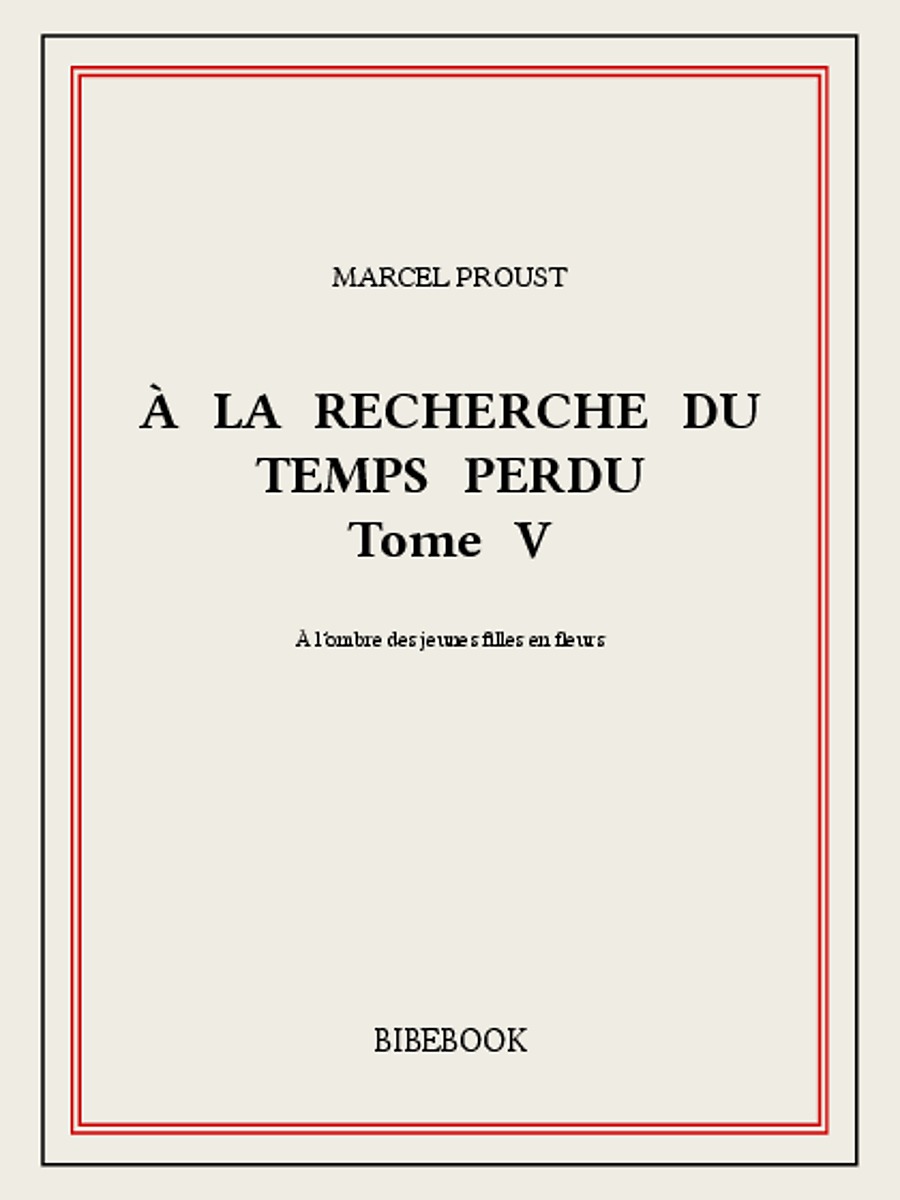 MARCEL PROUST
À LA RECHERCHE DU
TEMPS PERDU
Tome V
À l'ombre des jeunes filles en fleurs
BIBEBOOK